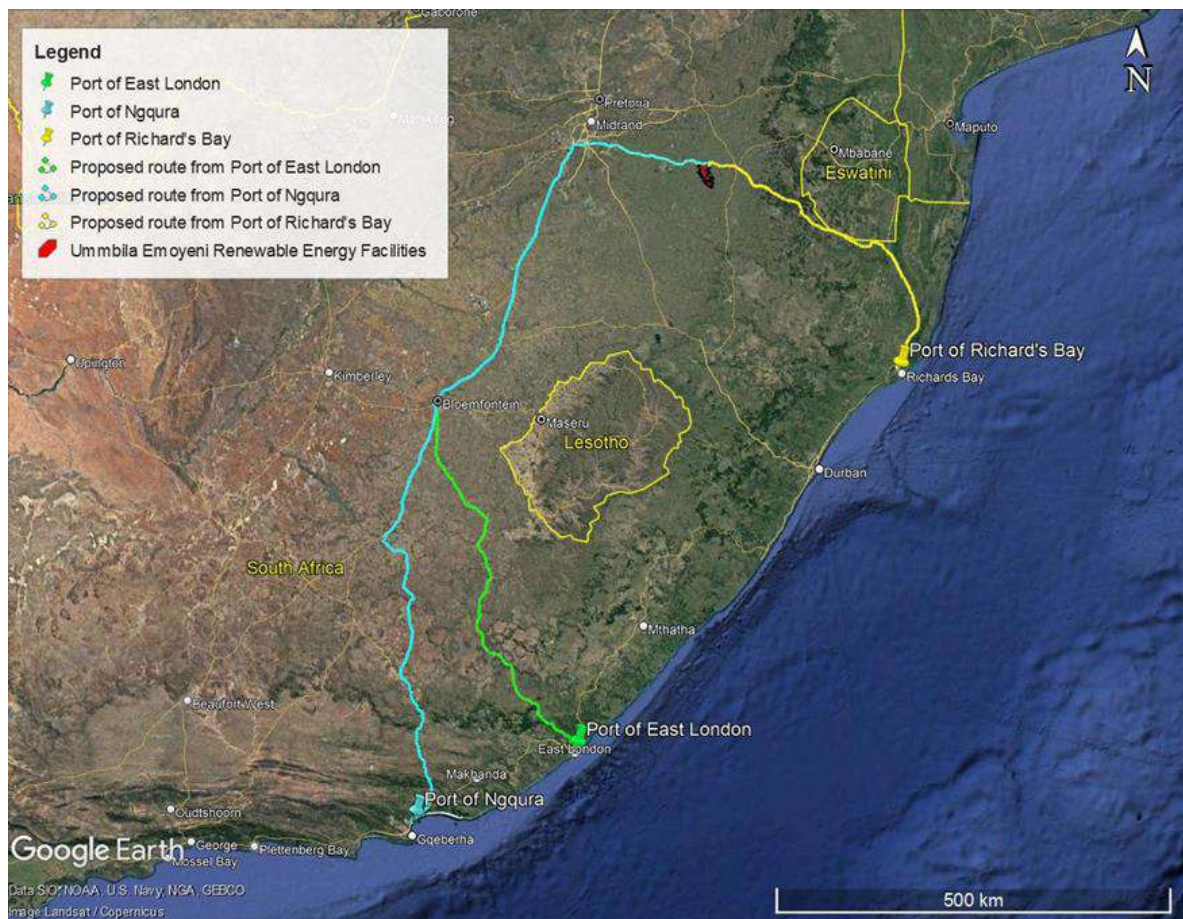 Gaborone
Legend
Port of East London
Port of Ngqura
Port of Richard's Bay
Proposed route from Port of East London
Proposed route from Port of Ngqura
Proposed route from Port of Richard's Bay
Ummbila Emoyeni Renewable Energy Facilities
N
Pretoria
Mahikeng
Midrand
Maputo
Mbabane
Eswatini
Port of Richard's Bay
Upington
Kimberley
Richards Bay
Bloemfontein
Maseru
Lesotho
Durban
South Africa
Mthatha
Beaufort West
Port of East London
East London
Makhanda
Port of Ngqura
Oudtshoorn
Gqeberha
Google Earth
George
Plettenberg Bay
Mossel Bay
Data SIO, NOAA, U.S. Navy, NGA, GEBCO
Image Landsat / Copernicus
500 km